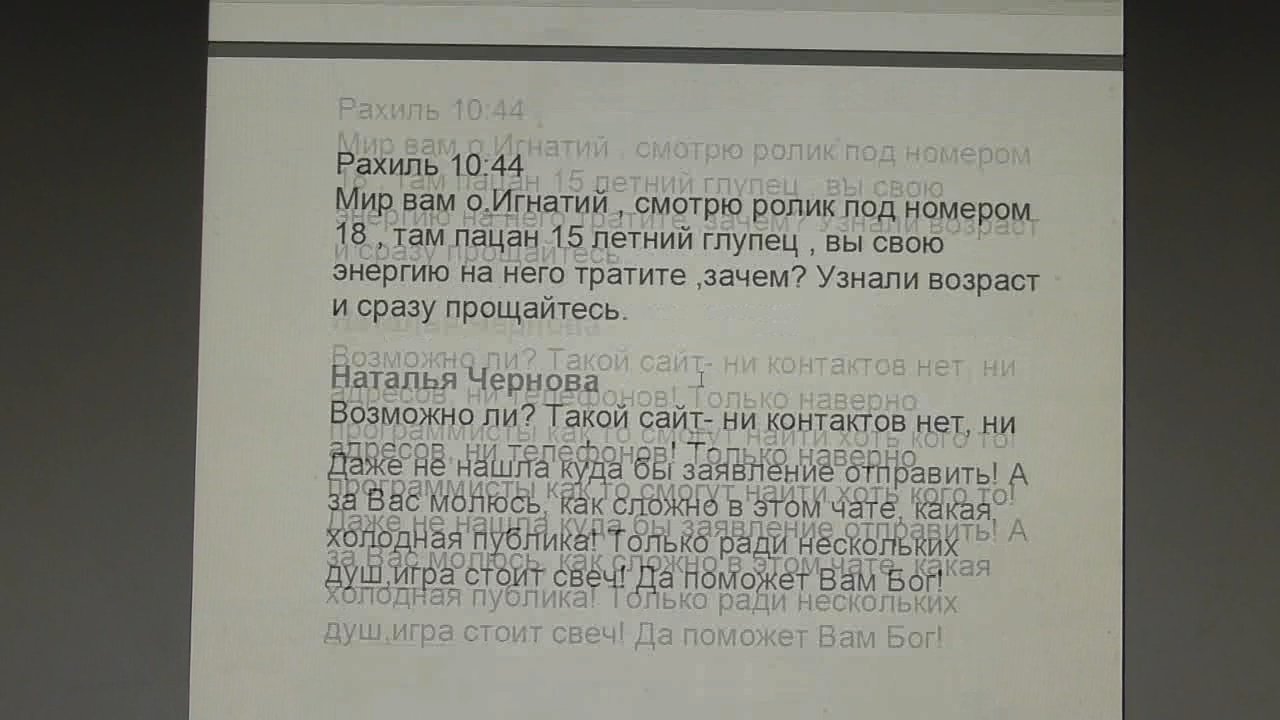 Рахиль 10:44
Мир вам о.Игнатий , смотрю ролик под номером
18 , там пацан 15 летний глупец , вы свою
энергию на него тратите ,зачем? Узнали возраст
и сразу прощайтесь.
Наталья Чернова
Возможно ли? Такой сайт- ни контактов нет, ни
адресов, ни телефонов! Только наверно
программисты как то смогут найти хоть кого то!
Даже не нашла куда бы заявление отправить! А
за Вас молюсь, как сложно в этом чате, какая
холодная публика! Только ради нескольких
душ,игра стоит свеч! Да поможет Вам Бог!